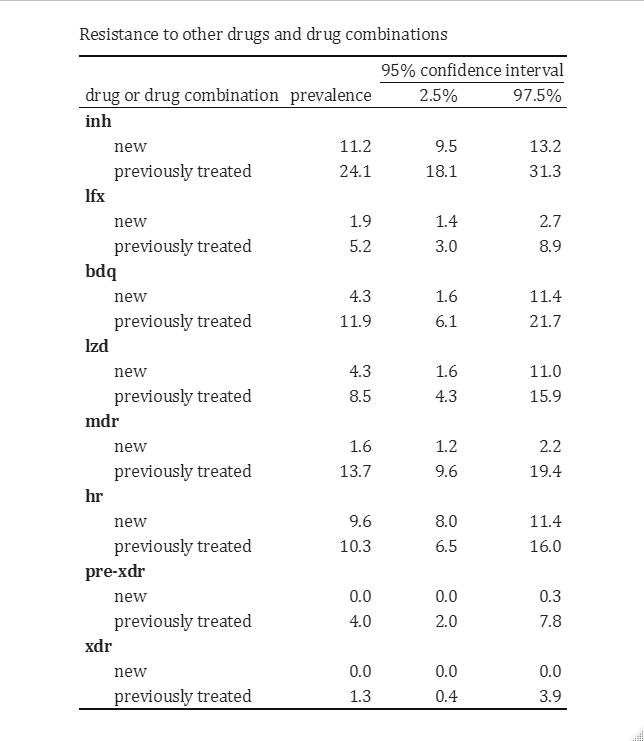 Resistance to other drugs and drug combinations
95% confidence interval
drug or drug combination prevalence 2.5% 97.5%
inh
new 11.2 9.5 13.2
previously treated 24.1 18.1 31.3
lfx
new 1.9 1.4 2.7
previously treated 5.2 3.0 8.9
bdq
new 4.3 1.6 11.4
previously treated 11.9 6.1 21.7
lzd
new 4.3 1.6 11.0
previously treated 8.5 4.3 15.9
mdr
new 1.6 1.2 2.2
previously treated 13.7 9.6 19.4
hr
new 9.6 8.0 11.4
previously treated 10.3 6.5 16.0
pre-xdr
new 0.0 0.0 0.3
previously treated 4.0 2.0 7.8
xdr
new 0.0 0.0 0.0
previously treated 1.3 0.4 3.9